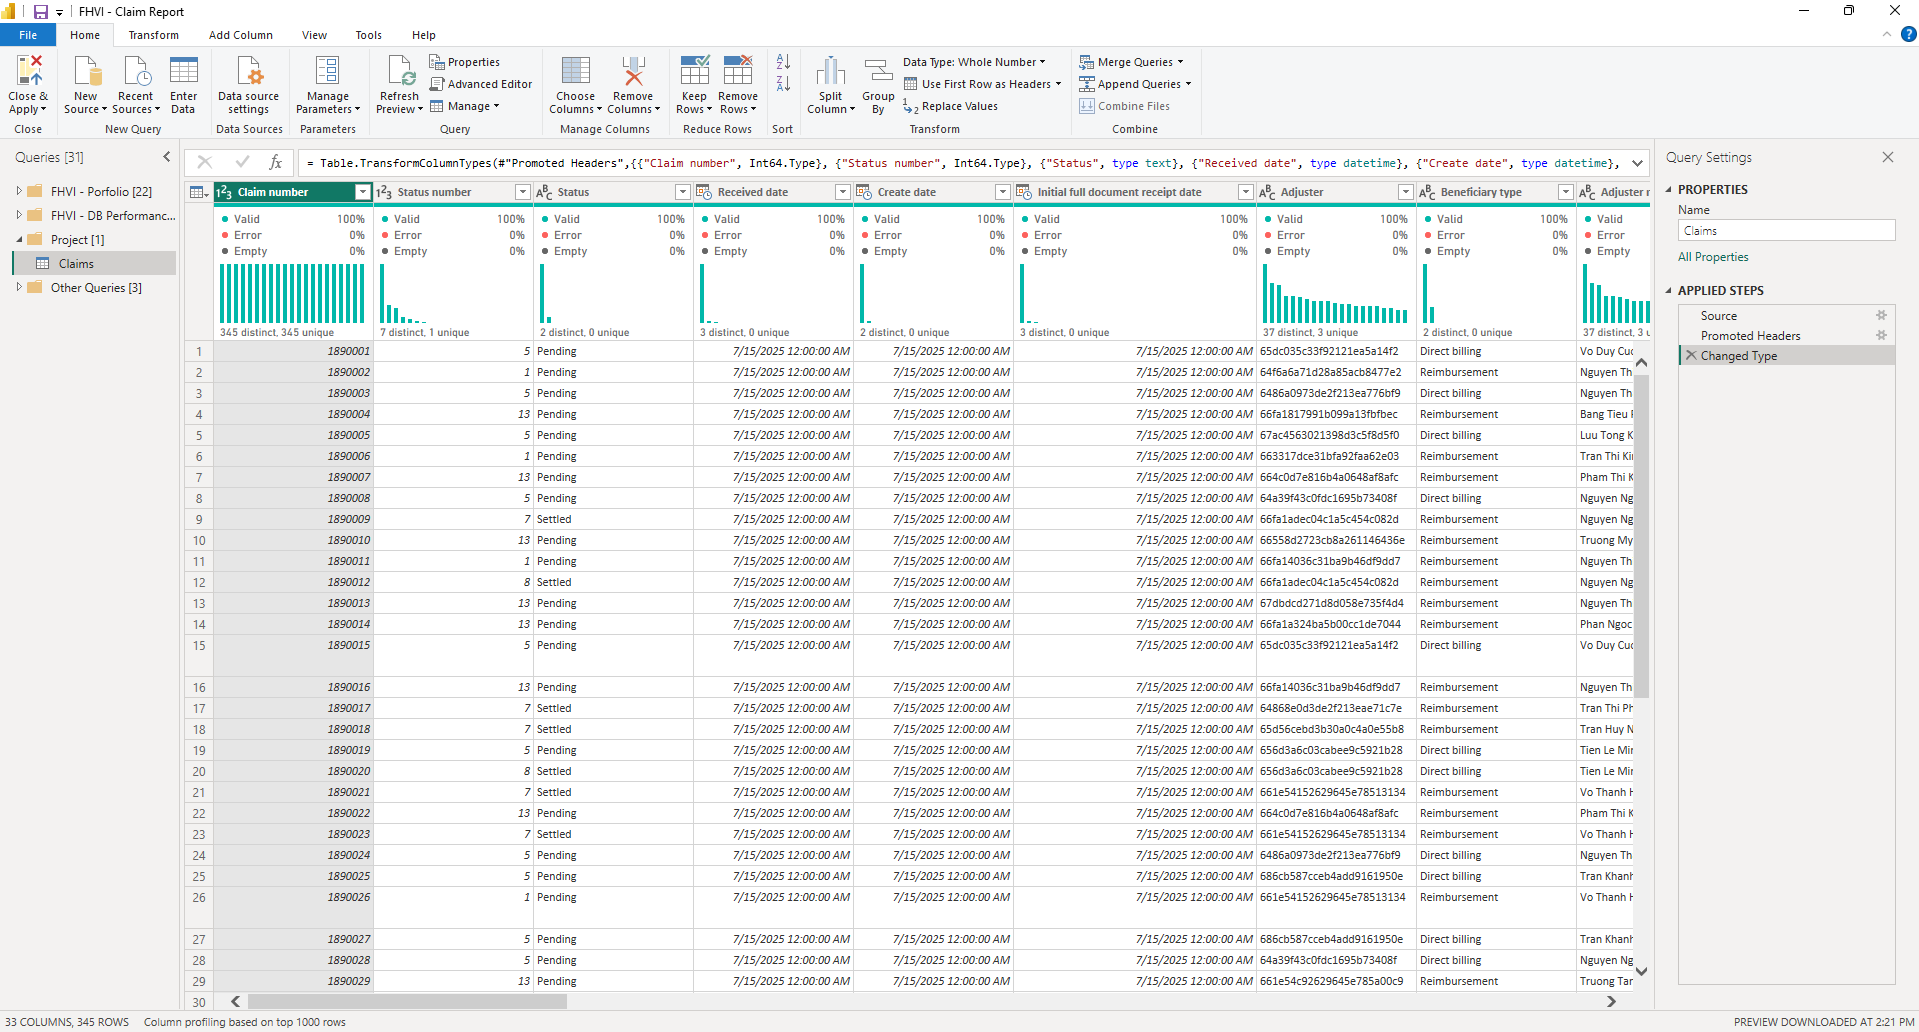 FHVI - Claim Report
File Home Transform Add Column View Tools Help
Close & Apply
New Source
Recent Sources
Enter Data
Data source settings
Manage Parameters
Refresh Preview
Properties
Advanced Editor
Manage
Choose Columns
Remove Columns
Keep Rows
Remove Rows
Split Column
Group By
Data Type: Whole Number
Use First Row as Headers
Replace Values
Merge Queries
Append Queries
Combine Files
Close New Query Data Sources Parameters Query Manage Columns Reduce Rows Sort Transform Combine
Queries [31]
FHVI - Porfolio [22]
FHVI - DB Performanc...
Project [1]
Claims
Other Queries [3]
= Table.TransformColumnTypes(#"Promoted Headers",{{"Claim number", Int64.Type}, {"Status number", Int64.Type}, {"Status", type text}, {"Received date", type datetime}, {"Create date", type datetime},
Claim number Status number Status Received date Create date Initial full document receipt date Adjuster Beneficiary type Adjuster
Valid 100% Valid 100% Valid 100% Valid 100% Valid 100% Valid 100% Valid 100% Valid 100% Valid
Error 0% Error 0% Error 0% Error 0% Error 0% Error 0% Error 0% Error 0% Error
Empty 0% Empty 0% Empty 0% Empty 0% Empty 0% Empty 0% Empty 0% Empty 0% Empty
345 distinct, 345 unique 7 distinct, 1 unique 2 distinct, 0 unique 3 distinct, 0 unique 2 distinct, 0 unique 3 distinct, 0 unique 37 distinct, 3 unique 2 distinct, 0 unique 37 distinct, 3 u
1 1890001 5 Pending 7/15/2025 12:00:00 AM 7/15/2025 12:00:00 AM 7/15/2025 12:00:00 AM 65dc035c33f92121ea5a14f2 Direct billing Vo Duy Cuc
2 1890002 1 Pending 7/15/2025 12:00:00 AM 7/15/2025 12:00:00 AM 7/15/2025 12:00:00 AM 64f6a6a71d28a85acb8477e2 Reimbursement Nguyen Th
3 1890003 5 Pending 7/15/2025 12:00:00 AM 7/15/2025 12:00:00 AM 7/15/2025 12:00:00 AM 6486a0973de2f213ea776bf9 Direct billing Nguyen Th
4 1890004 13 Pending 7/15/2025 12:00:00 AM 7/15/2025 12:00:00 AM 7/15/2025 12:00:00 AM 66fa1817991b099a13fbfbec Reimbursement Bang Tieu
5 1890005 5 Pending 7/15/2025 12:00:00 AM 7/15/2025 12:00:00 AM 7/15/2025 12:00:00 AM 67ac4563021398d3c5f8d5f0 Direct billing Luu Tong K
6 1890006 1 Pending 7/15/2025 12:00:00 AM 7/15/2025 12:00:00 AM 7/15/2025 12:00:00 AM 663317dce31bfa92faa62e03 Reimbursement Tran Thi Kir
7 1890007 13 Pending 7/15/2025 12:00:00 AM 7/15/2025 12:00:00 AM 7/15/2025 12:00:00 AM 664c0d7e816b4a0648af8afc Reimbursement Pham Thi K
8 1890008 5 Pending 7/15/2025 12:00:00 AM 7/15/2025 12:00:00 AM 7/15/2025 12:00:00 AM 64a39f43c0fdc1695b73408f Direct billing Nguyen Ng
9 1890009 7 Settled 7/15/2025 12:00:00 AM 7/15/2025 12:00:00 AM 7/15/2025 12:00:00 AM 66fa1adec04c1a5c454c082d Reimbursement Nguyen Ng
10 1890010 13 Pending 7/15/2025 12:00:00 AM 7/15/2025 12:00:00 AM 7/15/2025 12:00:00 AM 66558d2723cb8a261146436e Reimbursement Truong My
11 1890011 1 Pending 7/15/2025 12:00:00 AM 7/15/2025 12:00:00 AM 7/15/2025 12:00:00 AM 66fa14036c31ba9b46df9dd7 Reimbursement Nguyen Th
12 1890012 8 Settled 7/15/2025 12:00:00 AM 7/15/2025 12:00:00 AM 7/15/2025 12:00:00 AM 66fa1adec04c1a5c454c082d Reimbursement Nguyen Ng
13 1890013 13 Pending 7/15/2025 12:00:00 AM 7/15/2025 12:00:00 AM 7/15/2025 12:00:00 AM 67dbdcd271d8d058e735f4d4 Reimbursement Nguyen Th
14 1890014 13 Pending 7/15/2025 12:00:00 AM 7/15/2025 12:00:00 AM 7/15/2025 12:00:00 AM 66fa1a324ba5b00cc1de7044 Reimbursement Phan Ngoc
15 1890015 5 Pending 7/15/2025 12:00:00 AM 7/15/2025 12:00:00 AM 7/15/2025 12:00:00 AM 65dc035c33f92121ea5a14f2 Direct billing Vo Duy Cuc
16 1890016 13 Pending 7/15/2025 12:00:00 AM 7/15/2025 12:00:00 AM 7/15/2025 12:00:00 AM 66fa14036c31ba9b46df9dd7 Reimbursement Nguyen Th
17 1890017 7 Settled 7/15/2025 12:00:00 AM 7/15/2025 12:00:00 AM 7/15/2025 12:00:00 AM 64868e0d3de2f213eae71c7e Reimbursement Tran Thi Ph
18 1890018 7 Settled 7/15/2025 12:00:00 AM 7/15/2025 12:00:00 AM 7/15/2025 12:00:00 AM 65d56cebd3b30a0c4a0e55b8 Reimbursement Tran Huy N
19 1890019 5 Pending 7/15/2025 12:00:00 AM 7/15/2025 12:00:00 AM 7/15/2025 12:00:00 AM 656d3a6c03cabee9c5921b28 Direct billing Tien Le Mir
20 1890020 8 Settled 7/15/2025 12:00:00 AM 7/15/2025 12:00:00 AM 7/15/2025 12:00:00 AM 656d3a6c03cabee9c5921b28 Direct billing Tien Le Mir
21 1890021 7 Settled 7/15/2025 12:00:00 AM 7/15/2025 12:00:00 AM 7/15/2025 12:00:00 AM 661e54152629645e78513134 Reimbursement Vo Thanh H
22 1890022 13 Pending 7/15/2025 12:00:00 AM 7/15/2025 12:00:00 AM 7/15/2025 12:00:00 AM 664c0d7e816b4a0648af8afc Reimbursement Pham Thi K
23 1890023 7 Settled 7/15/2025 12:00:00 AM 7/15/2025 12:00:00 AM 7/15/2025 12:00:00 AM 661e54152629645e78513134 Reimbursement Vo Thanh H
24 1890024 5 Pending 7/15/2025 12:00:00 AM 7/15/2025 12:00:00 AM 7/15/2025 12:00:00 AM 6486a0973de2f213ea776bf9 Direct billing Nguyen Th
25 1890025 5 Pending 7/15/2025 12:00:00 AM 7/15/2025 12:00:00 AM 7/15/2025 12:00:00 AM 686cb587cceb4add9161950e Direct billing Tran Khanh
26 1890026 1 Pending 7/15/2025 12:00:00 AM 7/15/2025 12:00:00 AM 7/15/2025 12:00:00 AM 661e54152629645e78513134 Reimbursement Vo Thanh H
27 1890027 5 Pending 7/15/2025 12:00:00 AM 7/15/2025 12:00:00 AM 7/15/2025 12:00:00 AM 686cb587cceb4add9161950e Direct billing Tran Khanh
28 1890028 5 Pending 7/15/2025 12:00:00 AM 7/15/2025 12:00:00 AM 7/15/2025 12:00:00 AM 64a39f43c0fdc1695b73408f Direct billing Nguyen Ng
29 1890029 13 Pending 7/15/2025 12:00:00 AM 7/15/2025 12:00:00 AM 7/15/2025 12:00:00 AM 661e54c92629645e785a00c9 Reimbursement Truong Tar
30
Query Settings
PROPERTIES
Name
Claims
All Properties
APPLIED STEPS
Source
Promoted Headers
Changed Type
33 COLUMNS, 345 ROWS Column profiling based on top 1000 rows
PREVIEW DOWNLOADED AT 2:21 PM